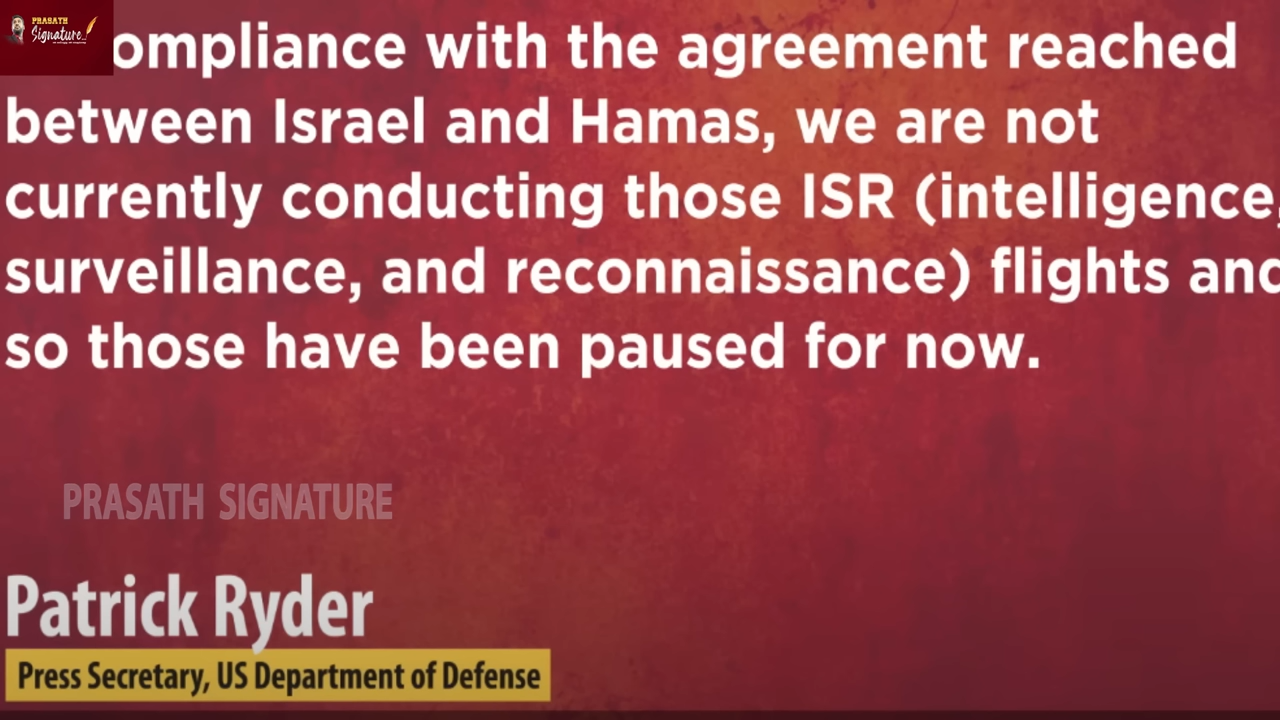 PRASATH
Signature..!
ompliance with the agreement reached
between Israel and Hamas, we are not
currently conducting those ISR (intelligence,
surveillance, and reconnaissance) flights and
so those have been paused for now.
PRASATH SIGNATURE
Patrick Ryder
Press Secretary, US Department of Defense